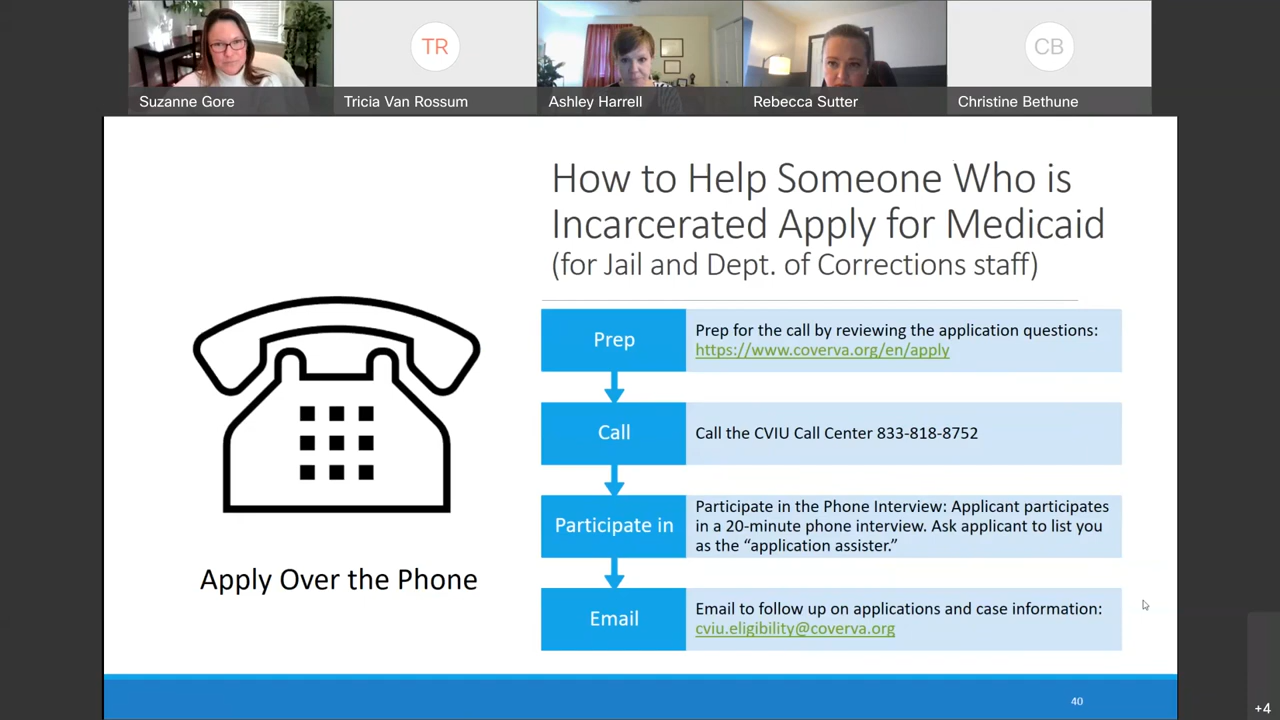 TR
CB
Suzanne Gore
Tricia Van Rossum
Ashley Harrell
Rebecca Sutter
Christine Bethune
How to Help Someone Who is
Incarcerated Apply for Medicaid
(for Jail and Dept. of Corrections staff)
Apply Over the Phone
Prep
Prep for the call by reviewing the application questions:
https://www.coverva.org/en/apply
Call
Call the CVIU Call Center 833-818-8752
Participate in
Participate in the Phone Interview: Applicant participates
in a 20-minute phone interview. Ask applicant to list you
as the “application assister.”
Email
Email to follow up on applications and case information:
cviu.eligibility@coverva.org
40
+4